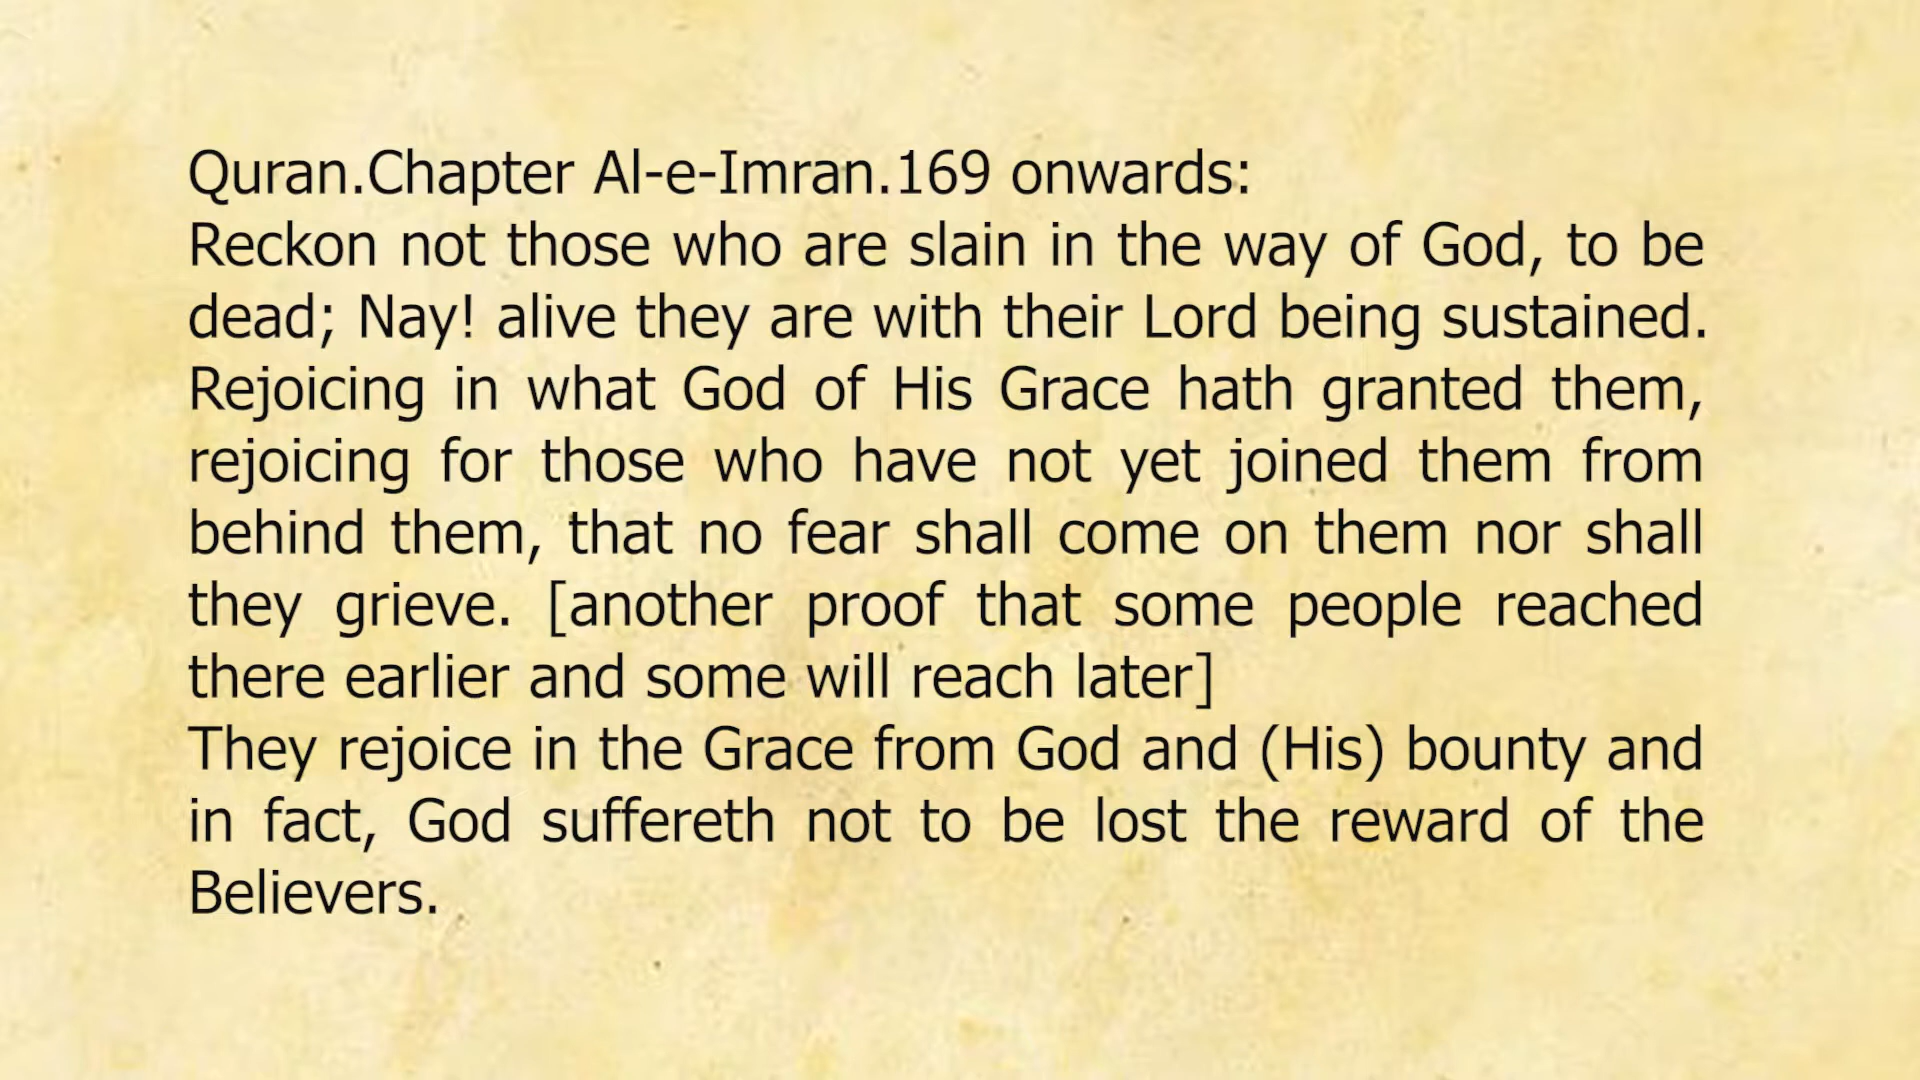 Quran.Chapter Al-e-Imran.169 onwards:
Reckon not those who are slain in the way of God, to be
dead; Nay! alive they are with their Lord being sustained.
Rejoicing in what God of His Grace hath granted them,
rejoicing for those who have not yet joined them from
behind them, that no fear shall come on them nor shall
they grieve. [another proof that some people reached
there earlier and some will reach later]
They rejoice in the Grace from God and (His) bounty and
in fact, God suffereth not to be lost the reward of the
Believers.